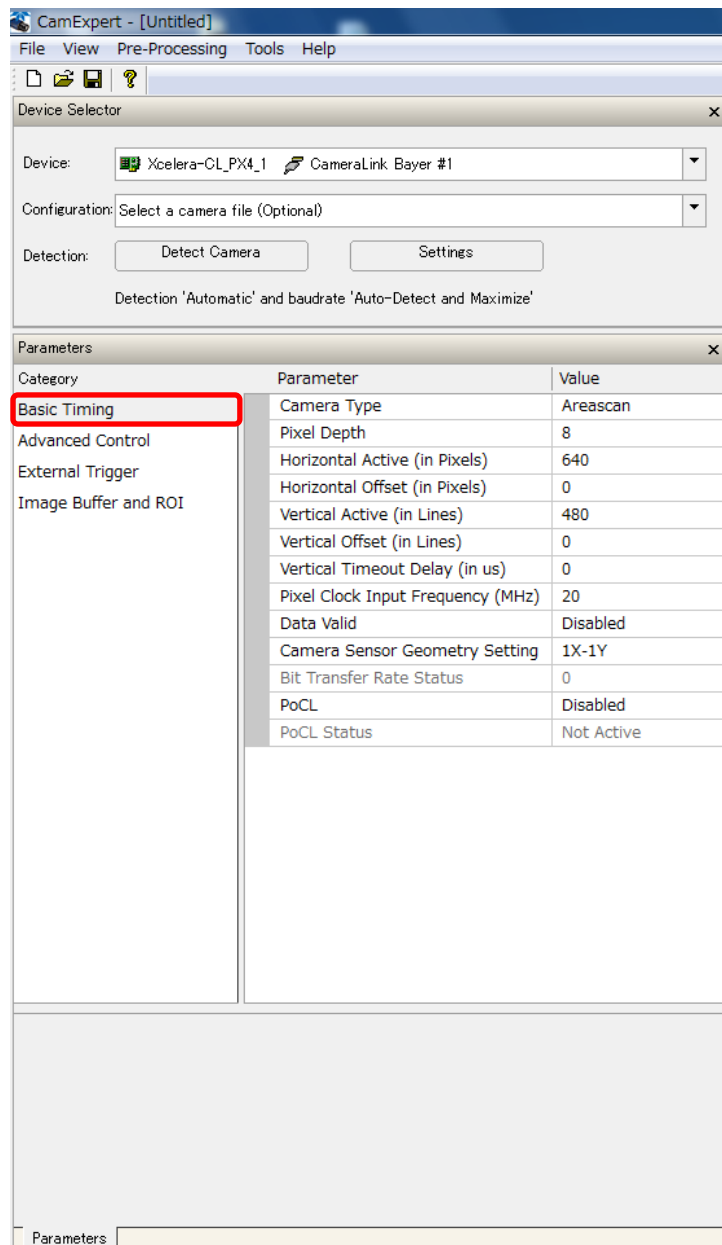 CamExpert - [Untitled]
File View Pre-Processing Tools Help
Device Selector
Device: Xcelera-CL_PX4_1 CameraLink Bayer #1
Configuration: Select a camera file (Optional)
Detection: Detect Camera Settings
Detection 'Automatic' and baudrate 'Auto-Detect and Maximize'
Parameters
Category Parameter Value
Basic Timing
Advanced Control
External Trigger
Image Buffer and ROI
Camera Type Areascan
Pixel Depth 8
Horizontal Active (in Pixels) 640
Horizontal Offset (in Pixels) 0
Vertical Active (in Lines) 480
Vertical Offset (in Lines) 0
Vertical Timeout Delay (in us) 0
Pixel Clock Input Frequency (MHz) 20
Data Valid Disabled
Camera Sensor Geometry Setting 1X-1Y
Bit Transfer Rate Status 0
PoCL Disabled
PoCL Status Not Active
Parameters